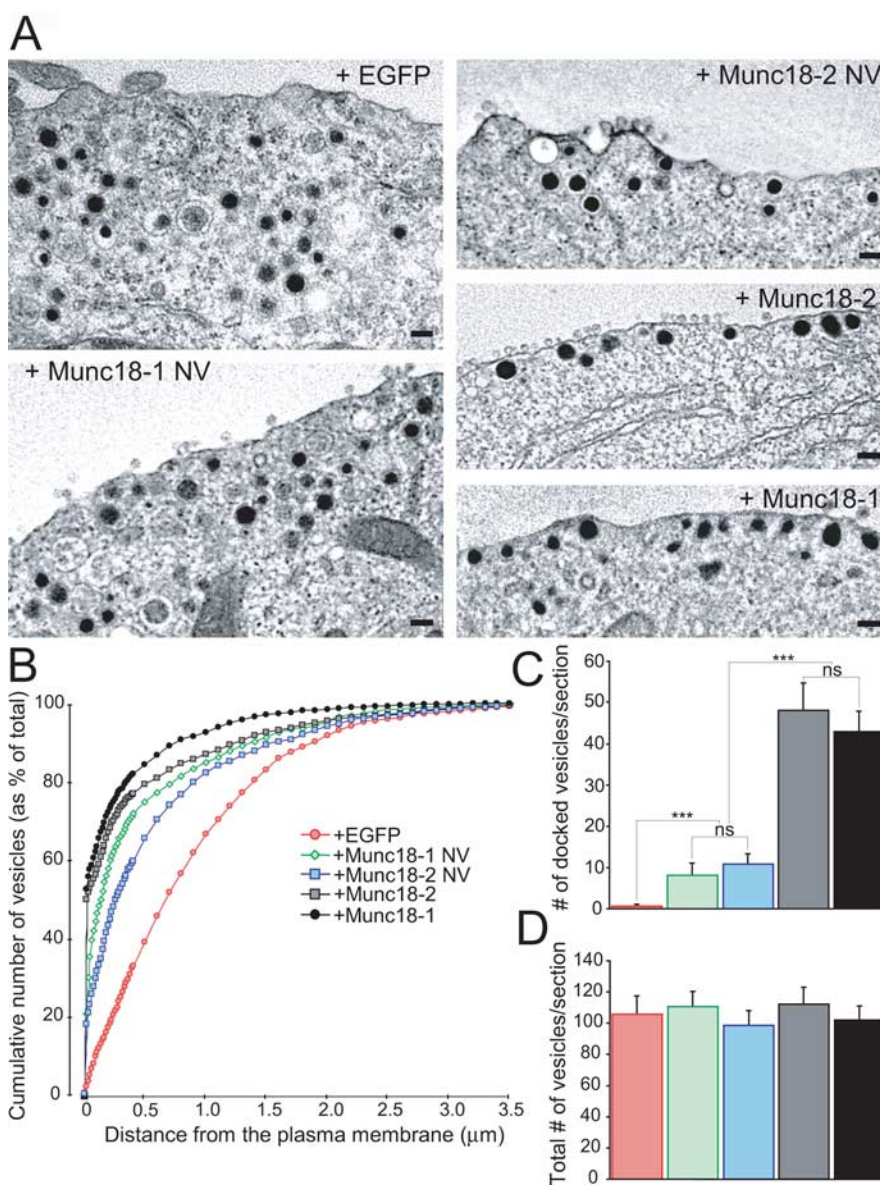 A
+ EGFP
+ Munc18-2 NV
+ Munc18-2
+ Munc18-1 NV
+ Munc18-1
B
Cumulative number of vesicles (as % of total)
100
80
60
40
20
0
0
0.5
1.0
1.5
2.0
2.5
3.0
3.5
Distance from the plasma membrane (μm)
+EGFP
+Munc18-1 NV
+Munc18-2 NV
+Munc18-2
+Munc18-1
C
# of docked vesicles/section
60
50
40
30
20
10
0
***
ns
***
ns
D
Total # of vesicles/section
140
120
100
80
60
40
20
0